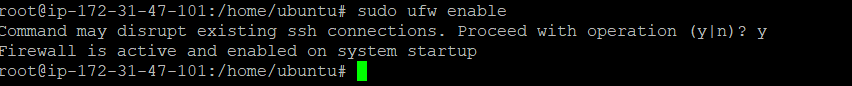 root@ip-172-31-47-101:/home/ubuntu# sudo ufw enable
Command may disrupt existing ssh connections. Proceed with operation (y|n)? y
Firewall is active and enabled on system startup
root@ip-172-31-47-101:/home/ubuntu#